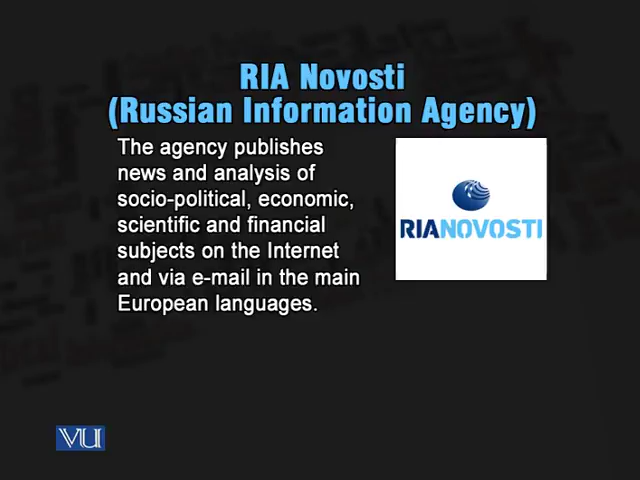 RIA Novosti
(Russian Information Agency)
The agency publishes
news and analysis of
socio-political, economic,
scientific and financial
subjects on the Internet
and via e-mail in the main
European languages.
RIANOVOSTI
VU